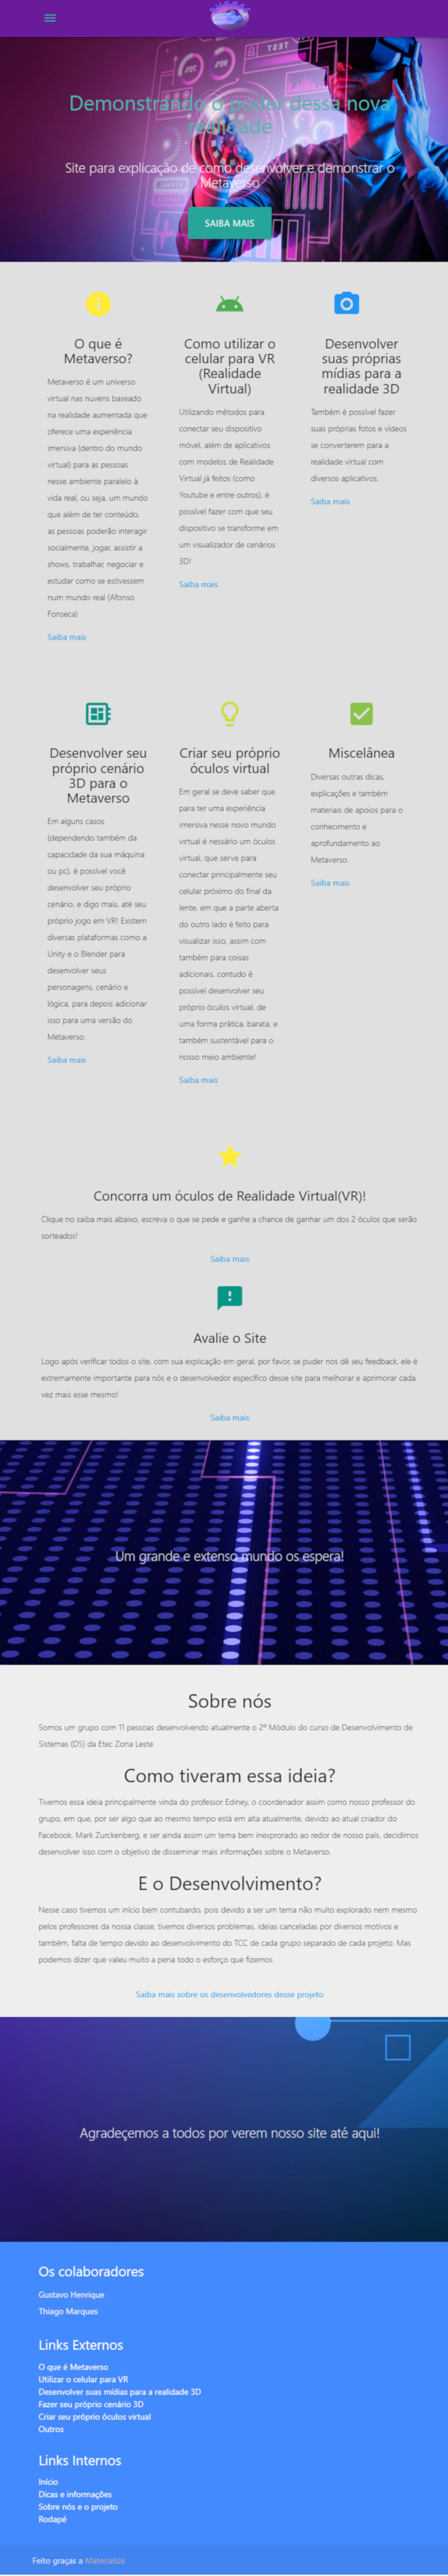 Demonstrando o poder dessa nova
realidade
Site para explicação de como desenvolver e demonstrar o
Metaverso
SAIBA MAIS
O que é
Metaverso?
Metaverso é um universo
virtual nas nuvens baseado
na realidade aumentada que
oferece uma experiência
imersiva (dentro do mundo
virtual) para as pessoas
nesse ambiente paralelo à
vida real, ou seja, um mundo
que além de ter conteúdo,
as pessoas poderão interagir
socialmente, jogar, assistir a
shows, trabalhar, negociar e
estudar como se estivessem
num mundo real (Afonso
Fonseca)
Saiba mais
Como utilizar o
celular para VR
(Realidade
Virtual)
Utilizando métodos para
conectar seu dispositivo
móvel, além de aplicativos
com modelos de Realidade
Virtual já feitos (como
Youtube e entre outros), é
possível fazer com que seu
dispositivo se transforme em
um visualizador de cenários
3D!
Saiba mais
Desenvolver
suas próprias
mídias para a
realidade 3D
Também é possível fazer
suas próprias fotos e vídeos
se converterem para a
realidade virtual com
diversos aplicativos.
Saiba mais
Desenvolver seu
próprio cenário
3D para o
Metaverso
Em alguns casos
(dependendo também da
capacidade da sua máquina
ou pc), é possível você
desenvolver seu próprio
cenário, e digo mais, até seu
próprio jogo em VR! Existem
diversas plataformas como a
Unity e o Blender para
desenvolver seus
personagens, cenário e
lógica, para depois adicionar
isso para uma versão do
Metaverso.
Saiba mais
Criar seu próprio
óculos virtual
Em geral se deve saber que
para ter uma experiência
imersiva nesse novo mundo
virtual é nessário um óculos
virtual, que serve para
conectar principalmente seu
celular próximo do final da
lente, em que a parte aberta
do outro lado é feito para
visualizar isso, assim com
também para coisas
adicionais, contudo é
possível desenvolver seu
próprio óculos virtual, de
uma forma prática, barata, e
também sustentável para o
nosso meio ambiente!
Saiba mais
Miscelânea
Diversas outras dicas,
explicações e também
materiais de apoios para o
conhecimento e
aprofundamento ao
Metaverso.
Saiba mais
Concorra um óculos de Realidade Virtual(VR)!
Clique no saiba mais abaixo, escreva o que se pede e ganhe a chance de ganhar um dos 2 óculos que serão
sorteados!
Saiba mais
Avalie o Site
Logo após verificar todos o site, com sua explicação em geral, por favor, se puder nos dê seu feedback, ele é
extremamente importante para nós e o desenvolvedor específico desse site para melhorar e aprimorar cada
vez mais esse mesmo!
Saiba mais
Um grande e extenso mundo os espera!
Sobre nós
Somos um grupo com 11 pessoas desenvolvendo atualmente o 2º Módulo do curso de Desenvolvimento de
Sistemas (DS) da Etec Zona Leste
Como tiveram essa ideia?
Tivemos essa ideia principalmente vinda do professor Ediney, o coordenador assim como nosso professor do
grupo, em que, por ser algo que ao mesmo tempo está em alta atualmente, devido ao atual criador do
Facebook, Mark Zurckenberg, e ser ainda assim um tema bem inexprorado ao redor de nosso país, decidimos
desenvolver isso com o objetivo de disseminar mais informações sobre o Metaverso.
E o Desenvolvimento?
Nesse caso tivemos um início bem contubardo, pois devido a ser um tema não muito explorado nem mesmo
pelos professores da nossa classe, tivemos diversos problemas, ideias canceladas por diversos motivos e
também, falta de tempo devido ao desenvolvimento do TCC de cada grupo separado de cada projeto. Mas
podemos dizer que valeu muito a pena todo o esforço que fizemos.
Saiba mais sobre os desenvolvedores desse projeto
Agradeçemos a todos por verem nosso site até aqui!
Os colaboradores
Gustavo Henrique
Thiago Marques
Links Externos
O que é Metaverso
Utilizar o celular para VR
Desenvolver suas mídias para a realidade 3D
Fazer seu próprio cenário 3D
Criar seu próprio óculos virtual
Outros
Links Internos
Início
Dicas e informações
Sobre nós e o projeto
Rodapé
Feito graças a Materialize